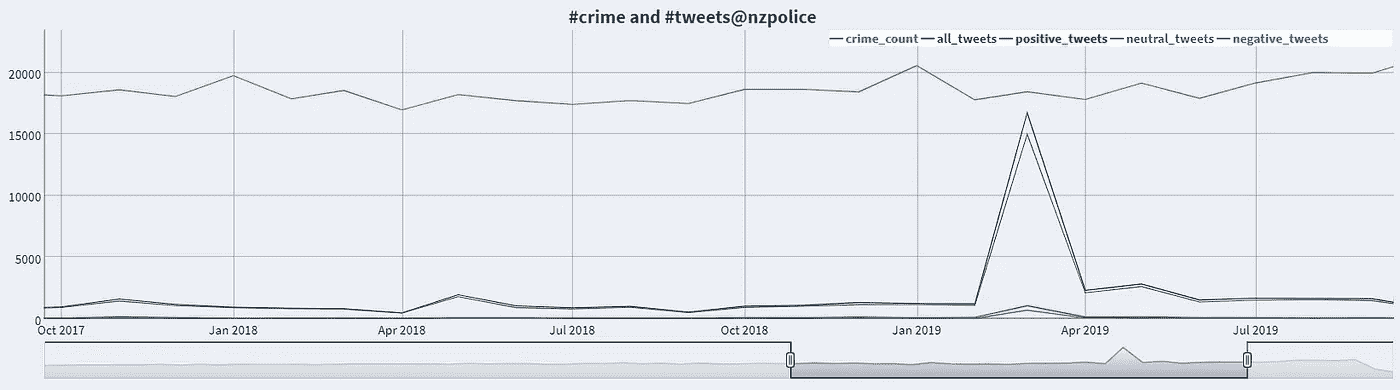 #crime and #tweets@nzpolice
crime_count all_tweets positive_tweets neutral_tweets negative_tweets
20000
15000
10000
5000
0
Oct 2017 Jan 2018 Apr 2018 Jul 2018 Oct 2018 Jan 2019 Apr 2019 Jul 2019